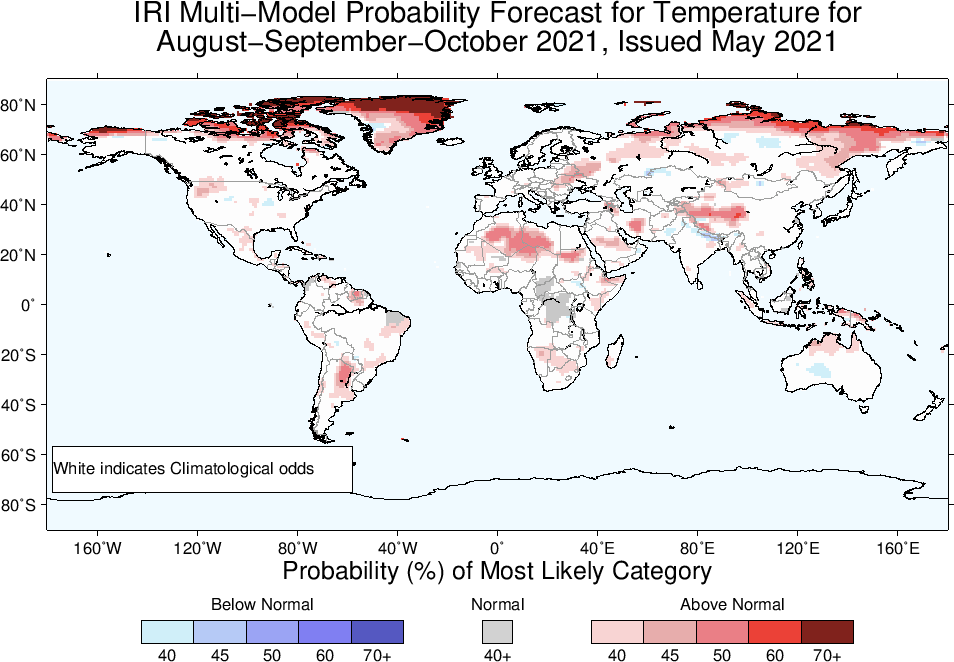 IRI Multi−Model Probability Forecast for Temperature for
August−September−October 2021, Issued May 2021
80˚N
60˚N
40˚N
20˚N
0˚
20˚S
40˚S
60˚S
80˚S
White indicates Climatological odds
160˚W 120˚W 80˚W 40˚W 0˚ 40˚E 80˚E 120˚E 160˚E
Probability (%) of Most Likely Category
Below Normal Normal Above Normal
40 45 50 60 70+ 40+ 40 45 50 60 70+